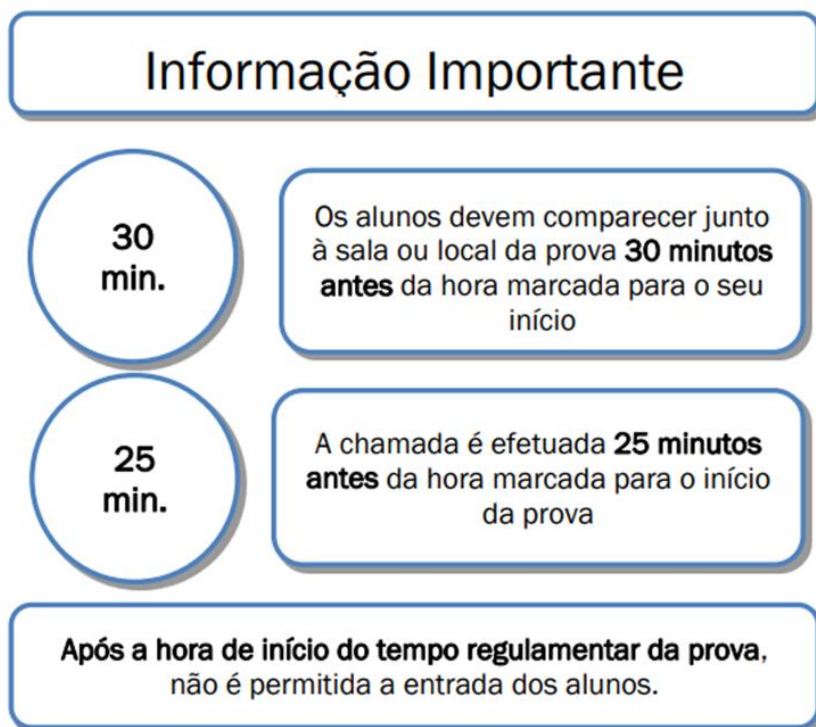 Informação Importante
30
min.
Os alunos devem comparecer junto
à sala ou local da prova 30 minutos
antes da hora marcada para o seu
início
25
min.
A chamada é efetuada 25 minutos
antes da hora marcada para o início
da prova
Após a hora de início do tempo regulamentar da prova,
não é permitida a entrada dos alunos.